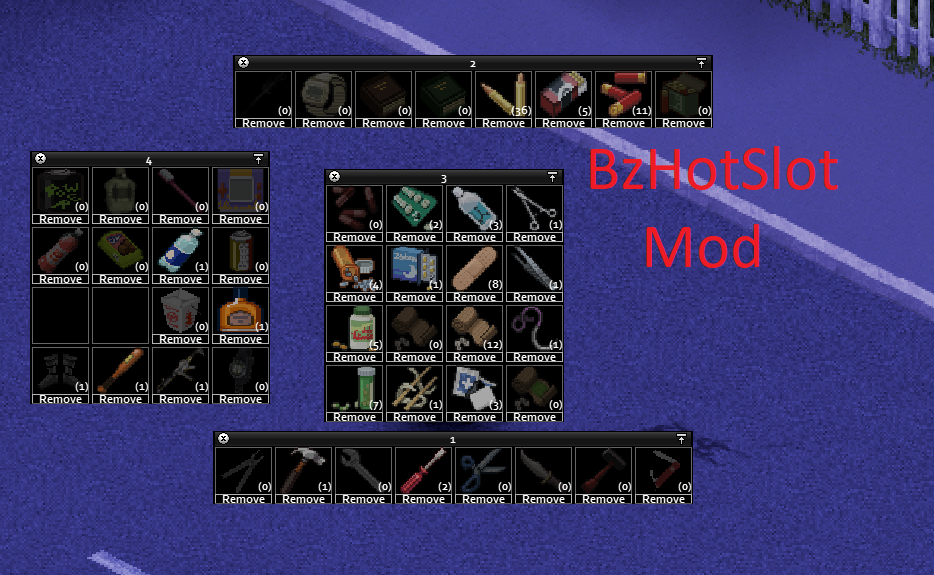 2
(0) (0) (0) (0) (36) (5) (11) (0)
Remove Remove Remove Remove Remove Remove Remove Remove
BzHotSlot
Mod
4
(0) (0) (0) (0)
Remove Remove Remove Remove
(0) (0) (1) (0)
Remove Remove Remove Remove
(0) (1)
Remove Remove
(1) (1) (1) (0)
Remove Remove Remove Remove
3
(0) (2) (3) (1)
Remove Remove Remove Remove
(4) (1) (8) (1)
Remove Remove Remove Remove
(5) (0) (12) (1)
Remove Remove Remove Remove
(7) (1) (3) (0)
Remove Remove Remove Remove
1
(0) (1) (0) (2) (0) (0) (0) (0)
Remove Remove Remove Remove Remove Remove Remove Remove